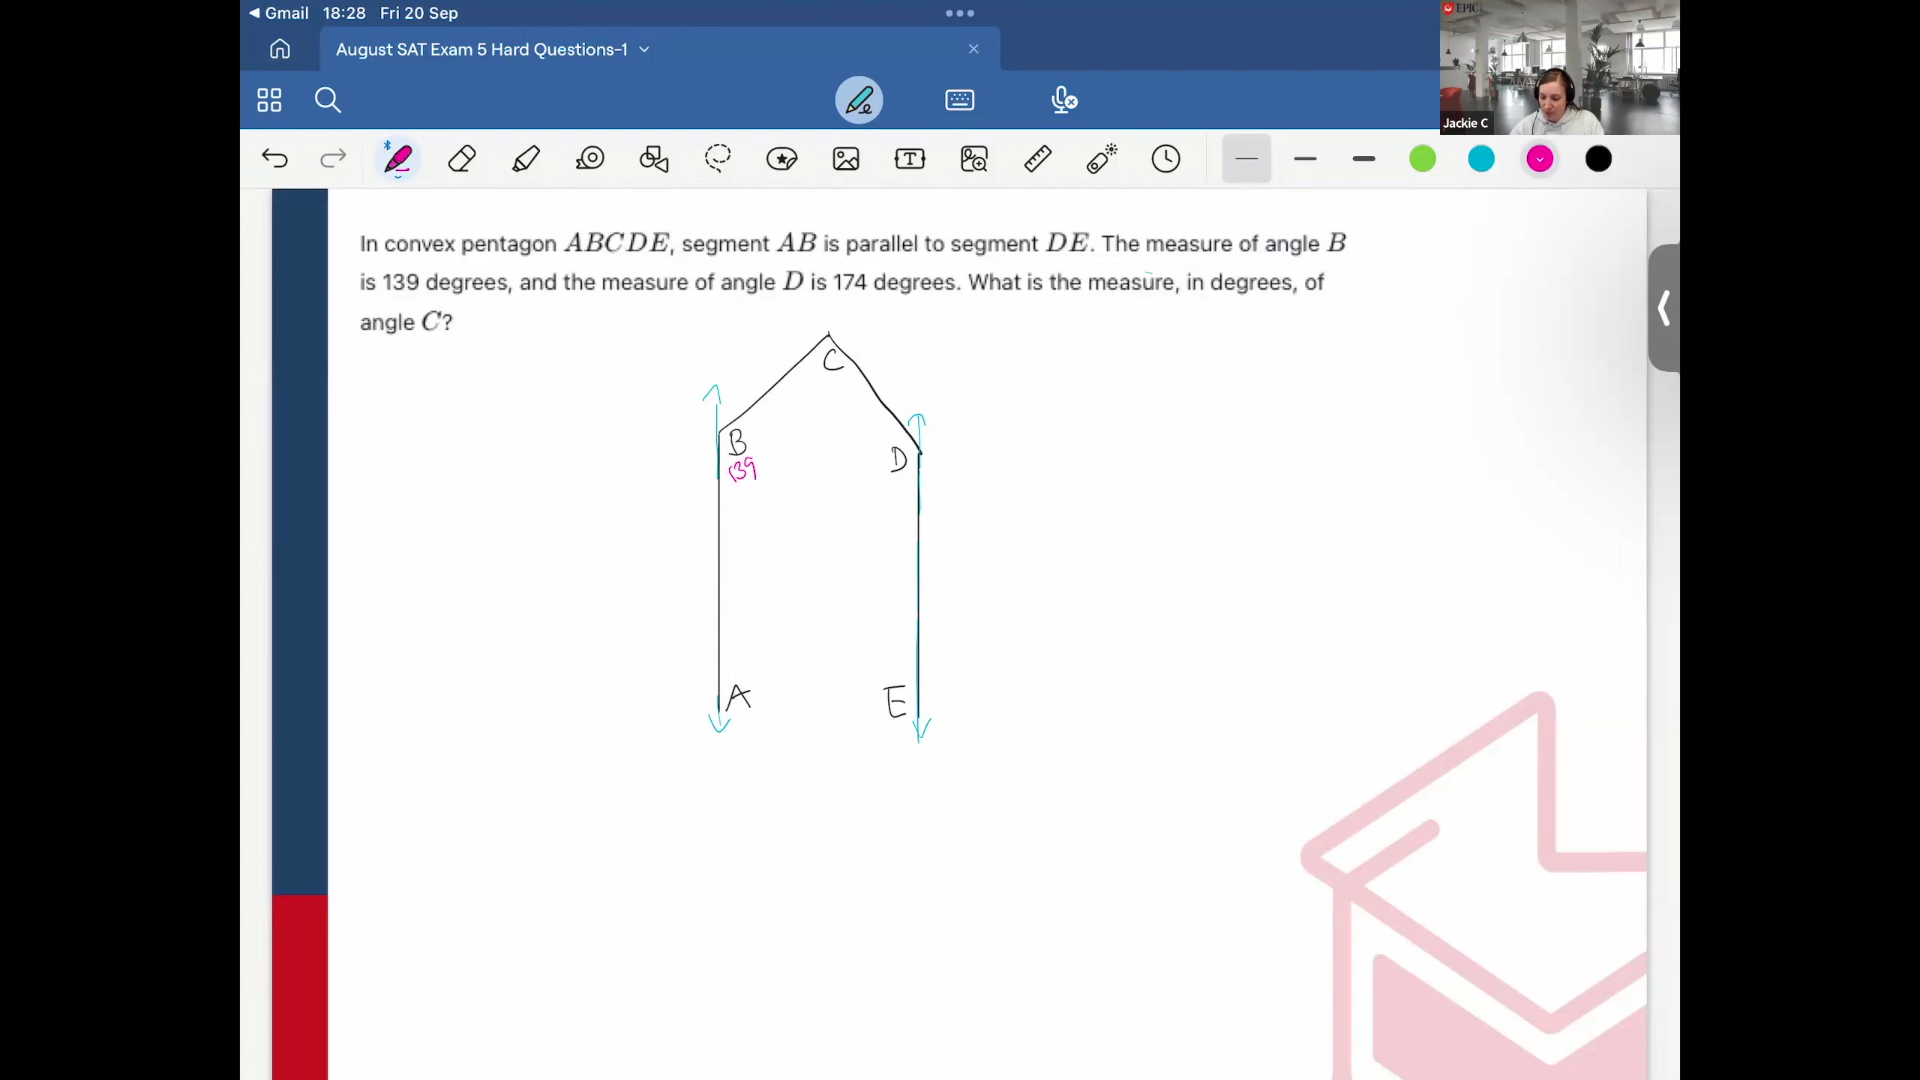 Gmail 18:28 Fri 20 Sep
August SAT Exam 5 Hard Questions-1
EPIC
Jackie C
In convex pentagon ABCDE, segment AB is parallel to segment DE. The measure of angle B
is 139 degrees, and the measure of angle D is 174 degrees. What is the measure, in degrees, of
angle C?
C
B
139
D
A
E